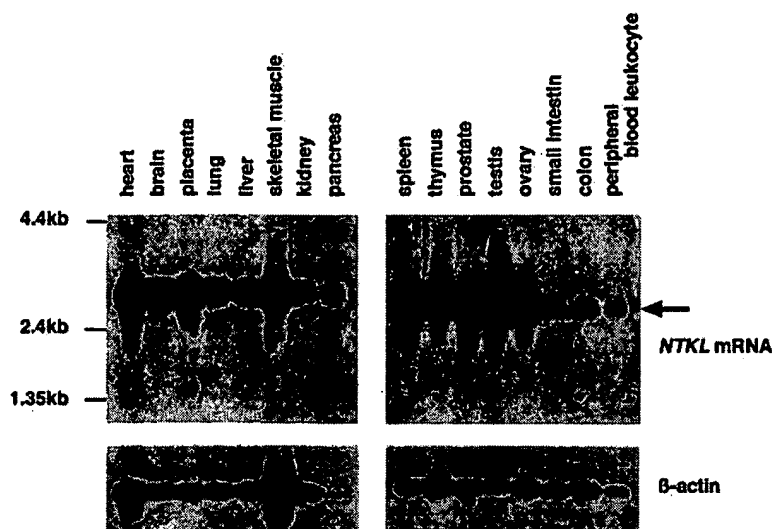 heart
brain
placenta
lung
liver
skeletal muscle
kidney
pancreas
spleen
thymus
prostate
testis
ovary
small intestin
colon
peripheral
blood leukocyte
4.4kb
2.4kb
1.35kb
NTKL mRNA
ß-actin